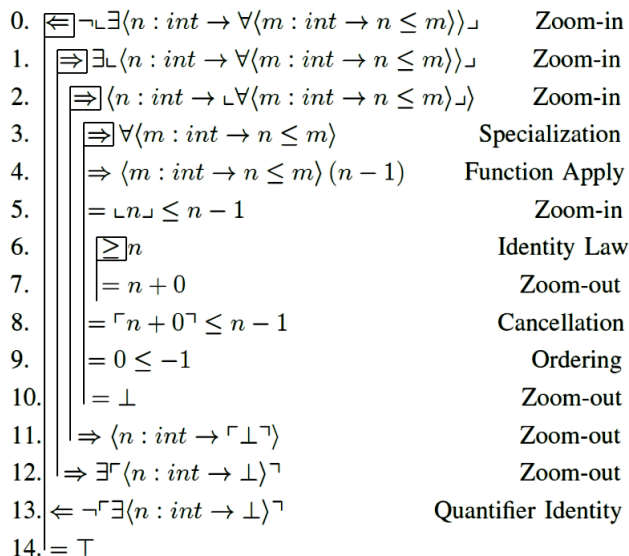 0. ⇐ ¬⌞∃⟨n : int → ∀⟨m : int → n ≤ m⟩⟩⌟ Zoom-in
1. ⇒ ∃⌞⟨n : int → ∀⟨m : int → n ≤ m⟩⟩⌟ Zoom-in
2. ⇒ ⟨n : int → ⌞∀⟨m : int → n ≤ m⟩⌟⟩ Zoom-in
3. ⇒ ∀⟨m : int → n ≤ m⟩ Specialization
4. ⇒ ⟨m : int → n ≤ m⟩ (n − 1) Function Apply
5. = ⌞n⌟ ≤ n − 1 Zoom-in
6. ≥ n Identity Law
7. = n + 0 Zoom-out
8. = ⌜n + 0⌝ ≤ n − 1 Cancellation
9. = 0 ≤ −1 Ordering
10. = ⊥ Zoom-out
11. ⇒ ⟨n : int → ⌜⊥⌝⟩ Zoom-out
12. ⇒ ∃⌜⟨n : int → ⊥⟩⌝ Zoom-out
13. ⇐ ¬⌜∃⟨n : int → ⊥⟩⌝ Quantifier Identity
14. = ⊤